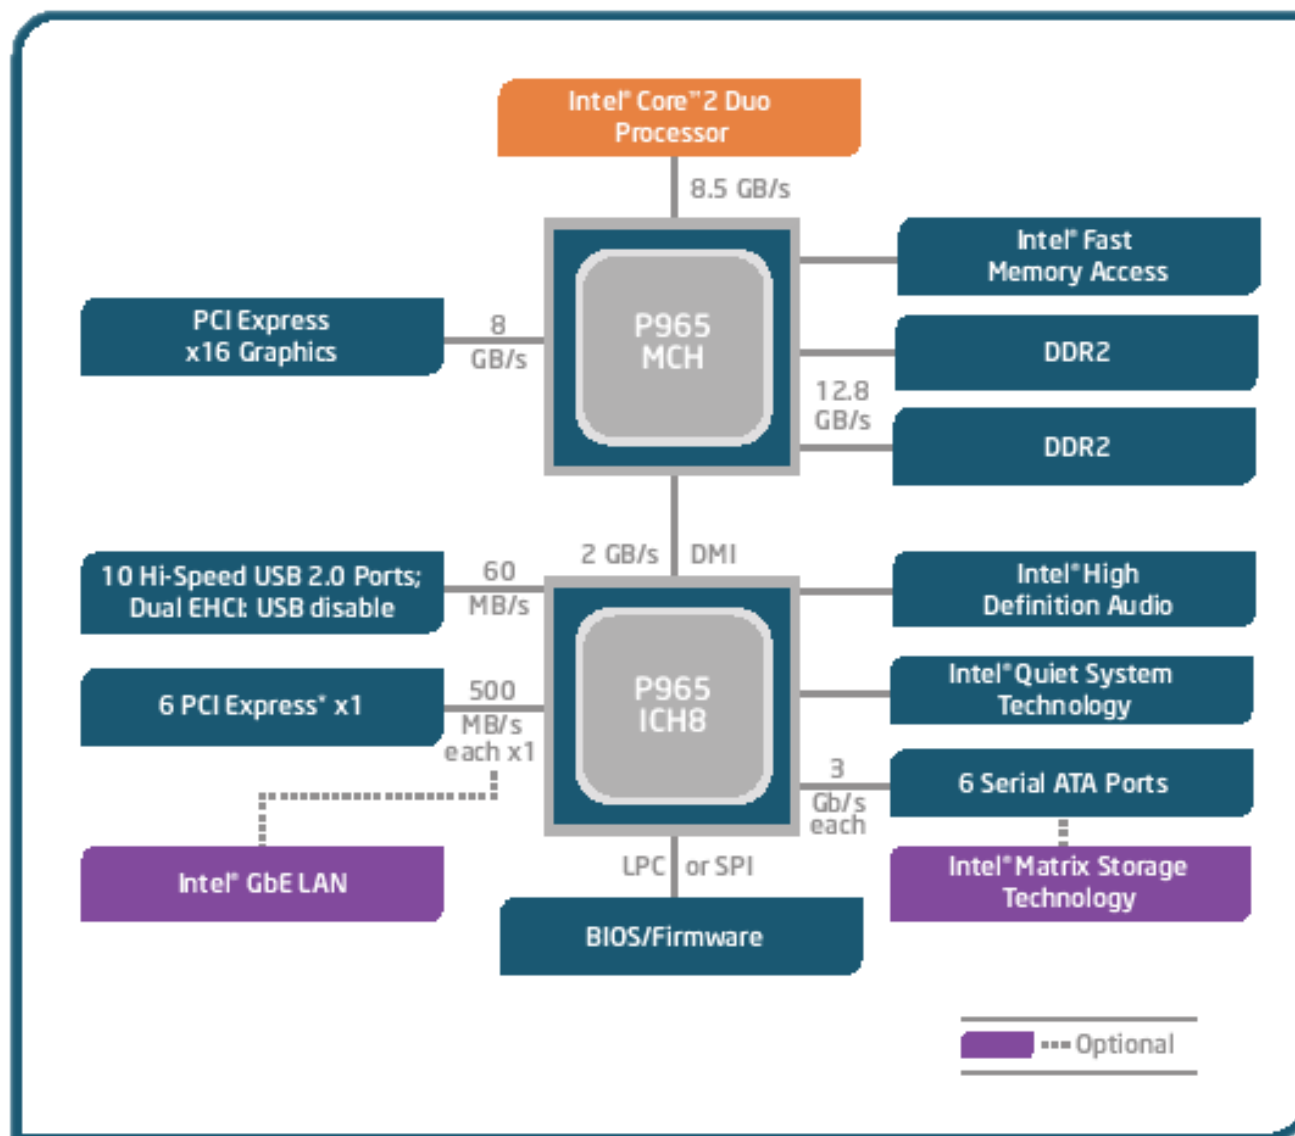 Intel® Core™2 Duo
Processor
8.5 GB/s
Intel® Fast
Memory Access
PCI Express
x16 Graphics
8
GB/s
P965
MCH
DDR2
12.8
GB/s
DDR2
2 GB/s
DMI
10 Hi-Speed USB 2.0 Ports;
Dual EHCI: USB disable
60
MB/s
Intel® High
Definition Audio
6 PCI Express* x1
500
MB/s
each x1
P965
ICH8
Intel® Quiet System
Technology
3
Gb/s
each
6 Serial ATA Ports
Intel® GbE LAN
LPC
or SPI
Intel® Matrix Storage
Technology
BIOS/Firmware
Optional